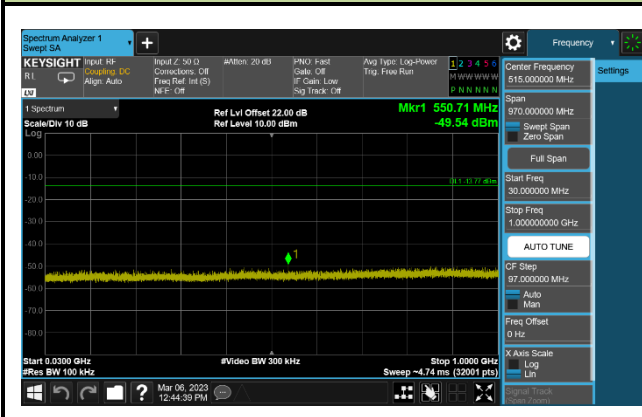 Spectrum Analyzer 1
Swept SA
+
Frequency
KEYSIGHT
R L
Input: RF
Coupling: DC
Align: Auto
Input Z: 50 Ω
Corrections: Off
Freq Ref: Int (S)
NFE: Off
#Atten: 20 dB
PNO: Fast
Gate: Off
IF Gain: Low
Sig Track: Off
Avg Type: Log-Power
Trig: Free Run
1 2 3 4 5 6
M W W W W W
P N N N N N
1 Spectrum
Scale/Div 10 dB
Ref Lvl Offset 22.00 dB
Ref Level 10.00 dBm
Mkr1 550.71 MHz
-49.54 dBm
Log
0.00
-10.0
-20.0
-30.0
-40.0
-50.0
-60.0
-70.0
-80.0
DL1 -13.77 dBm
1
Start 0.0300 GHz
#Res BW 100 kHz
#Video BW 300 kHz
Stop 1.0000 GHz
Sweep ~4.74 ms (32001 pts)
Center Frequency
515.000000 MHz
Settings
Span
970.000000 MHz
Swept Span
Zero Span
Full Span
Start Freq
30.000000 MHz
Stop Freq
1.000000000 GHz
AUTO TUNE
CF Step
97.000000 MHz
Auto
Man
Freq Offset
0 Hz
X Axis Scale
Log
Lin
Signal Track
(Span Zoom)
?
Mar 06, 2023
12:44:39 PM